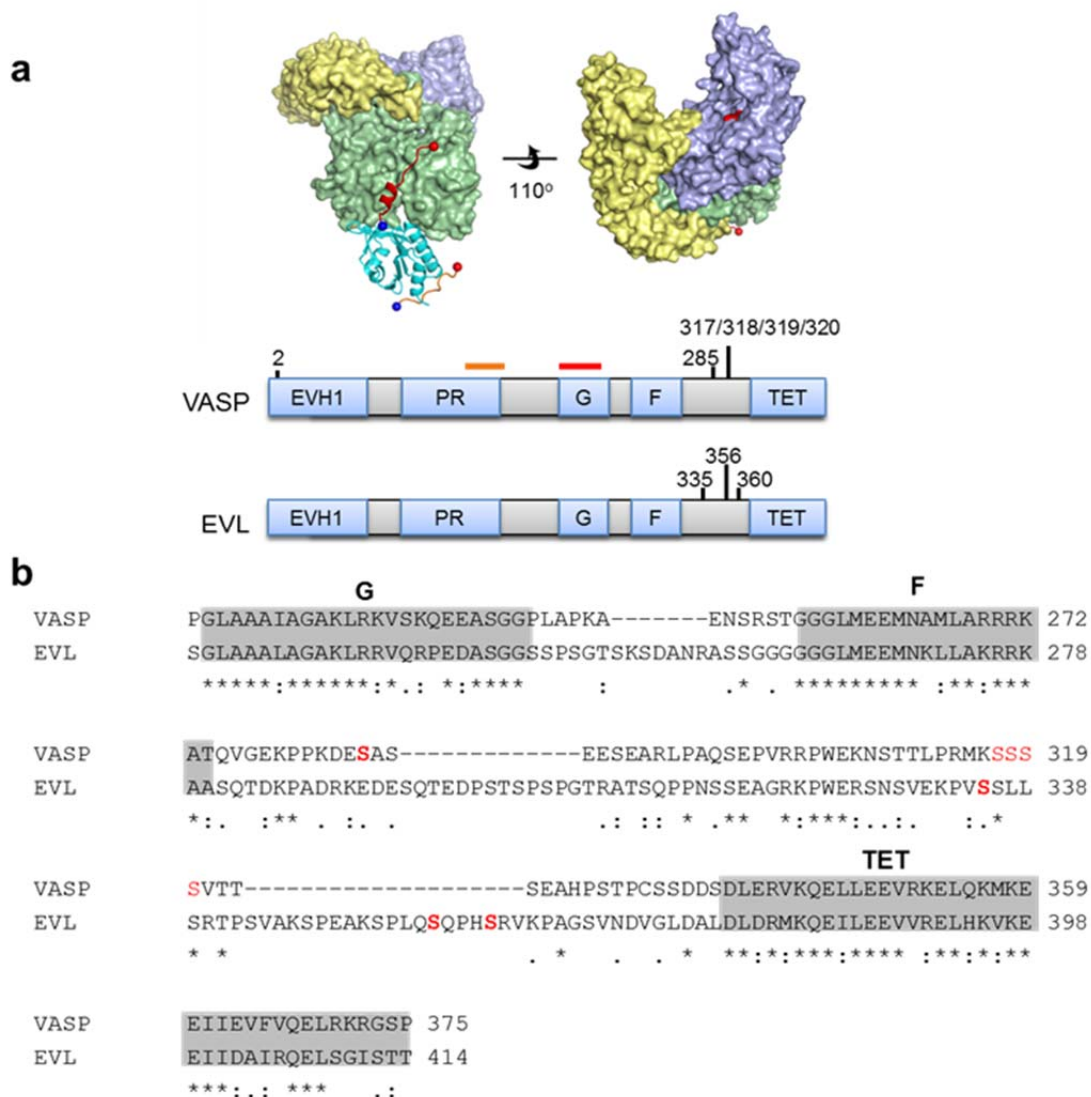 a
110º
317/318/319/320
2
285
VASP EVH1 PR G F TET
356
335 360
EVL EVH1 PR G F TET
b
G F
VASP PGLAAAIAGAKLRKVSKQEEASGGPLAPKA-------ENSRSTGGGLMEEMNAMLARRRK 272
EVL SGLAAALAGAKLRRVQRPEDASGGSSPSGTSKSDANRASSGGGGGGLMEEMNKLLAKRRK 278
*****:******:*.: *:**** : .* . ********* :**:***
VASP ATQVGEKPPKDESAS-------------EESEARLPAQSEPVRRPWEKNSTTLPRMKSSS 319
EVL AASQTDKPADRKEDESQTEDPSTSPSPGTRATSQPPNSSEAGRKPWERSNSVEKPVSSLL 338
*:. :** . :. . .: :: * .** *:***:..:. :.*
TET
VASP SVTT--------------------SEAHPSTPCSSDDSDLERVKQELLEEVRKELQKMKE 359
EVL SRTPSVAKSPEAKSPLQSQPHSRVKPAGSVNDVGLDALDLDRMKQEILEEVVRELHKVKE 398
* * . * . . * **:*:***:**** :**:*:**
VASP EIIEVFVQELRKRGSP 375
EVL EIIDAIRQELSGISTT 414
***:.: *** .: